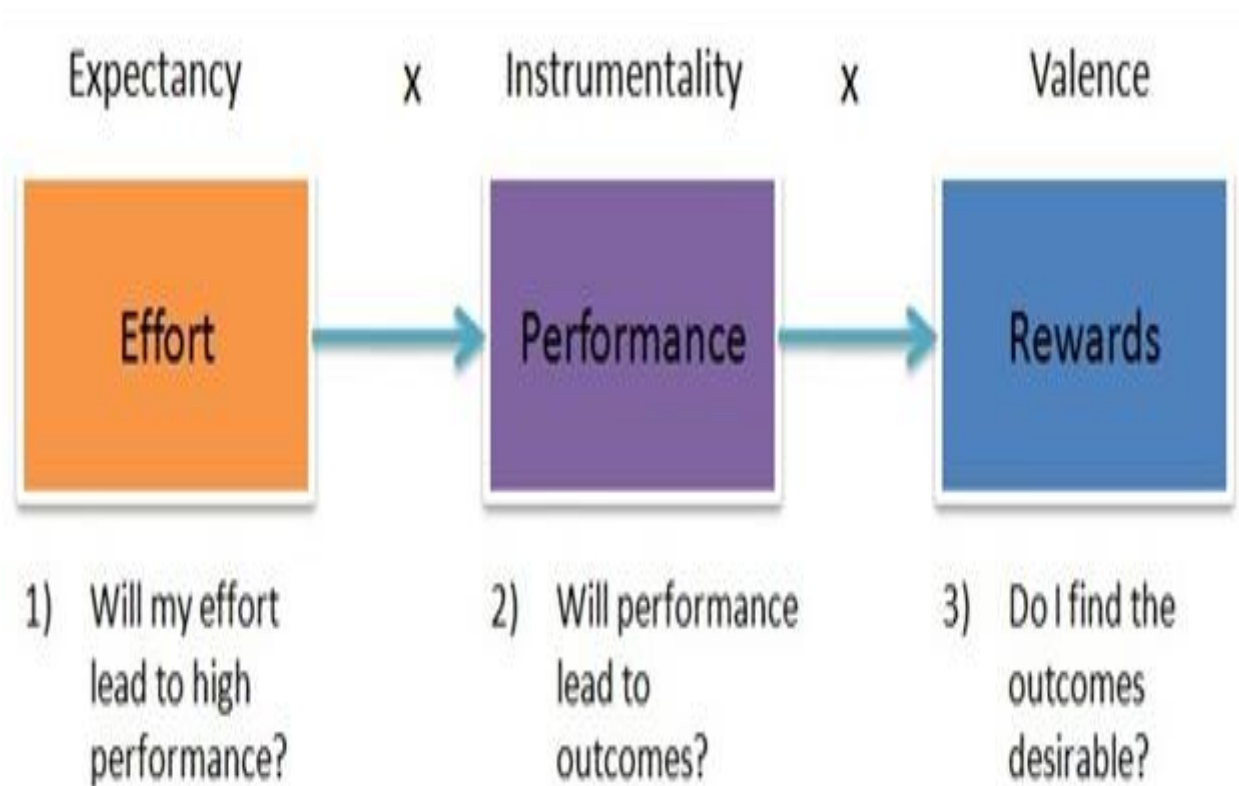 Expectancy x Instrumentality x Valence
Effort
Performance
Rewards
1) Will my effort
lead to high
performance?
2) Will performance
lead to
outcomes?
3) Do I find the
outcomes
desirable?